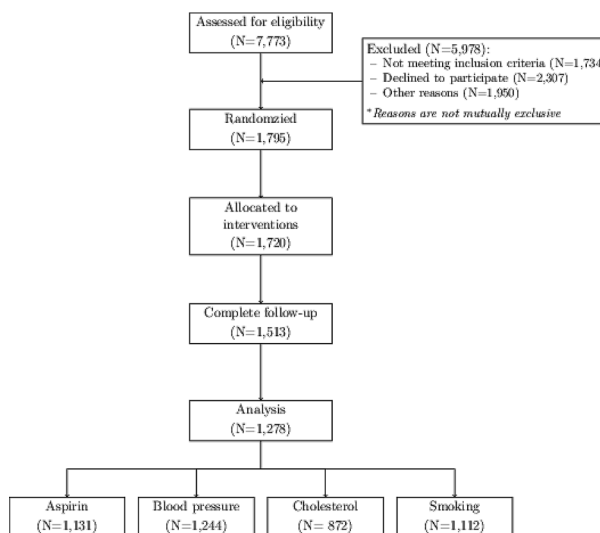 Assessed for eligibility
(N=7,773)
Excluded (N=5,978):
– Not meeting inclusion criteria (N=1,734
– Declined to participate (N=2,307)
– Other reasons (N=1,950)
*Reasons are not mutually exclusive
Randomzied
(N=1,795)
Allocated to
interventions
(N=1,720)
Complete follow-up
(N=1,513)
Analysis
(N=1,278)
Aspirin
(N=1,131)
Blood pressure
(N=1,244)
Cholesterol
(N= 872)
Smoking
(N=1,112)